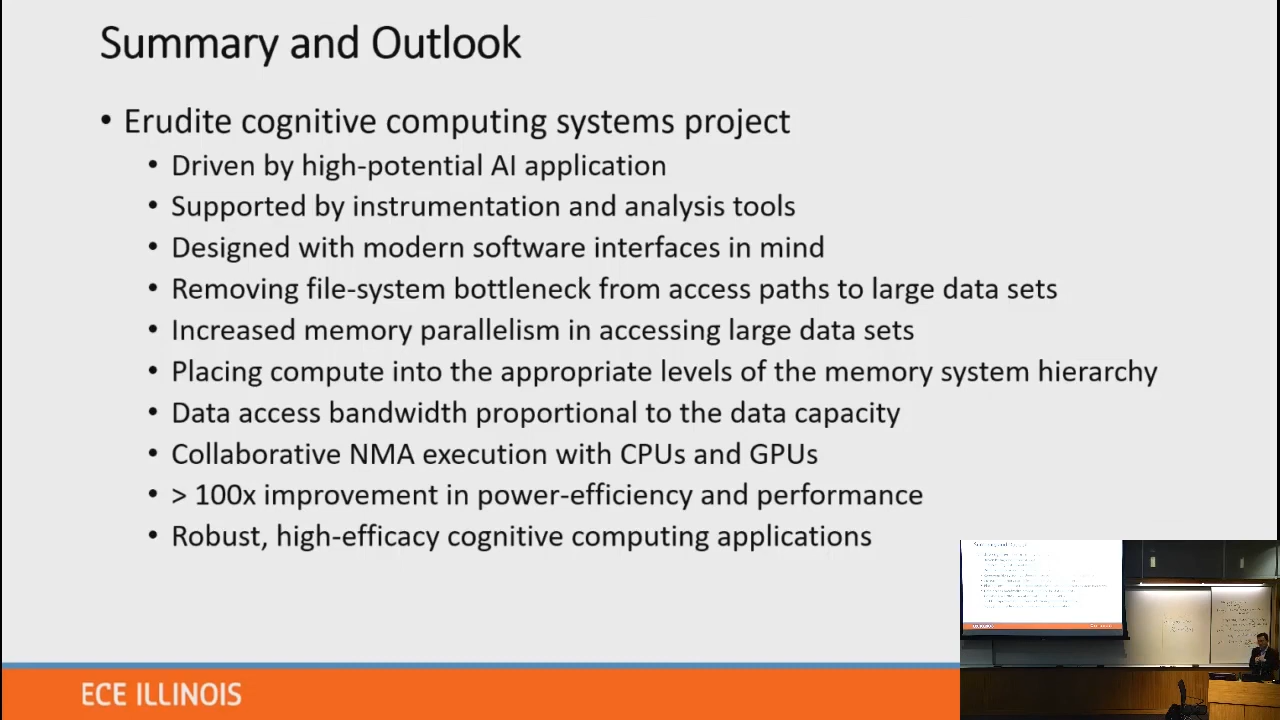 Summary and Outlook
• Erudite cognitive computing systems project
• Driven by high-potential AI application
• Supported by instrumentation and analysis tools
• Designed with modern software interfaces in mind
• Removing file-system bottleneck from access paths to large data sets
• Increased memory parallelism in accessing large data sets
• Placing compute into the appropriate levels of the memory system hierarchy
• Data access bandwidth proportional to the data capacity
• Collaborative NMA execution with CPUs and GPUs
• > 100x improvement in power-efficiency and performance
• Robust, high-efficacy cognitive computing applications
ECE ILLINOIS